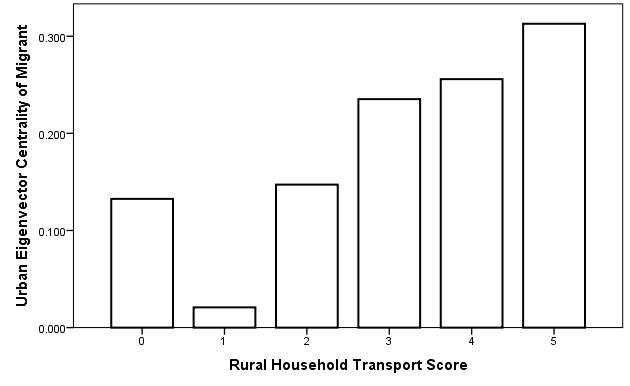 Urban Eigenvector Centrality of Migrant
0.300
0.200
0.100
0.000
0 1 2 3 4 5
Rural Household Transport Score